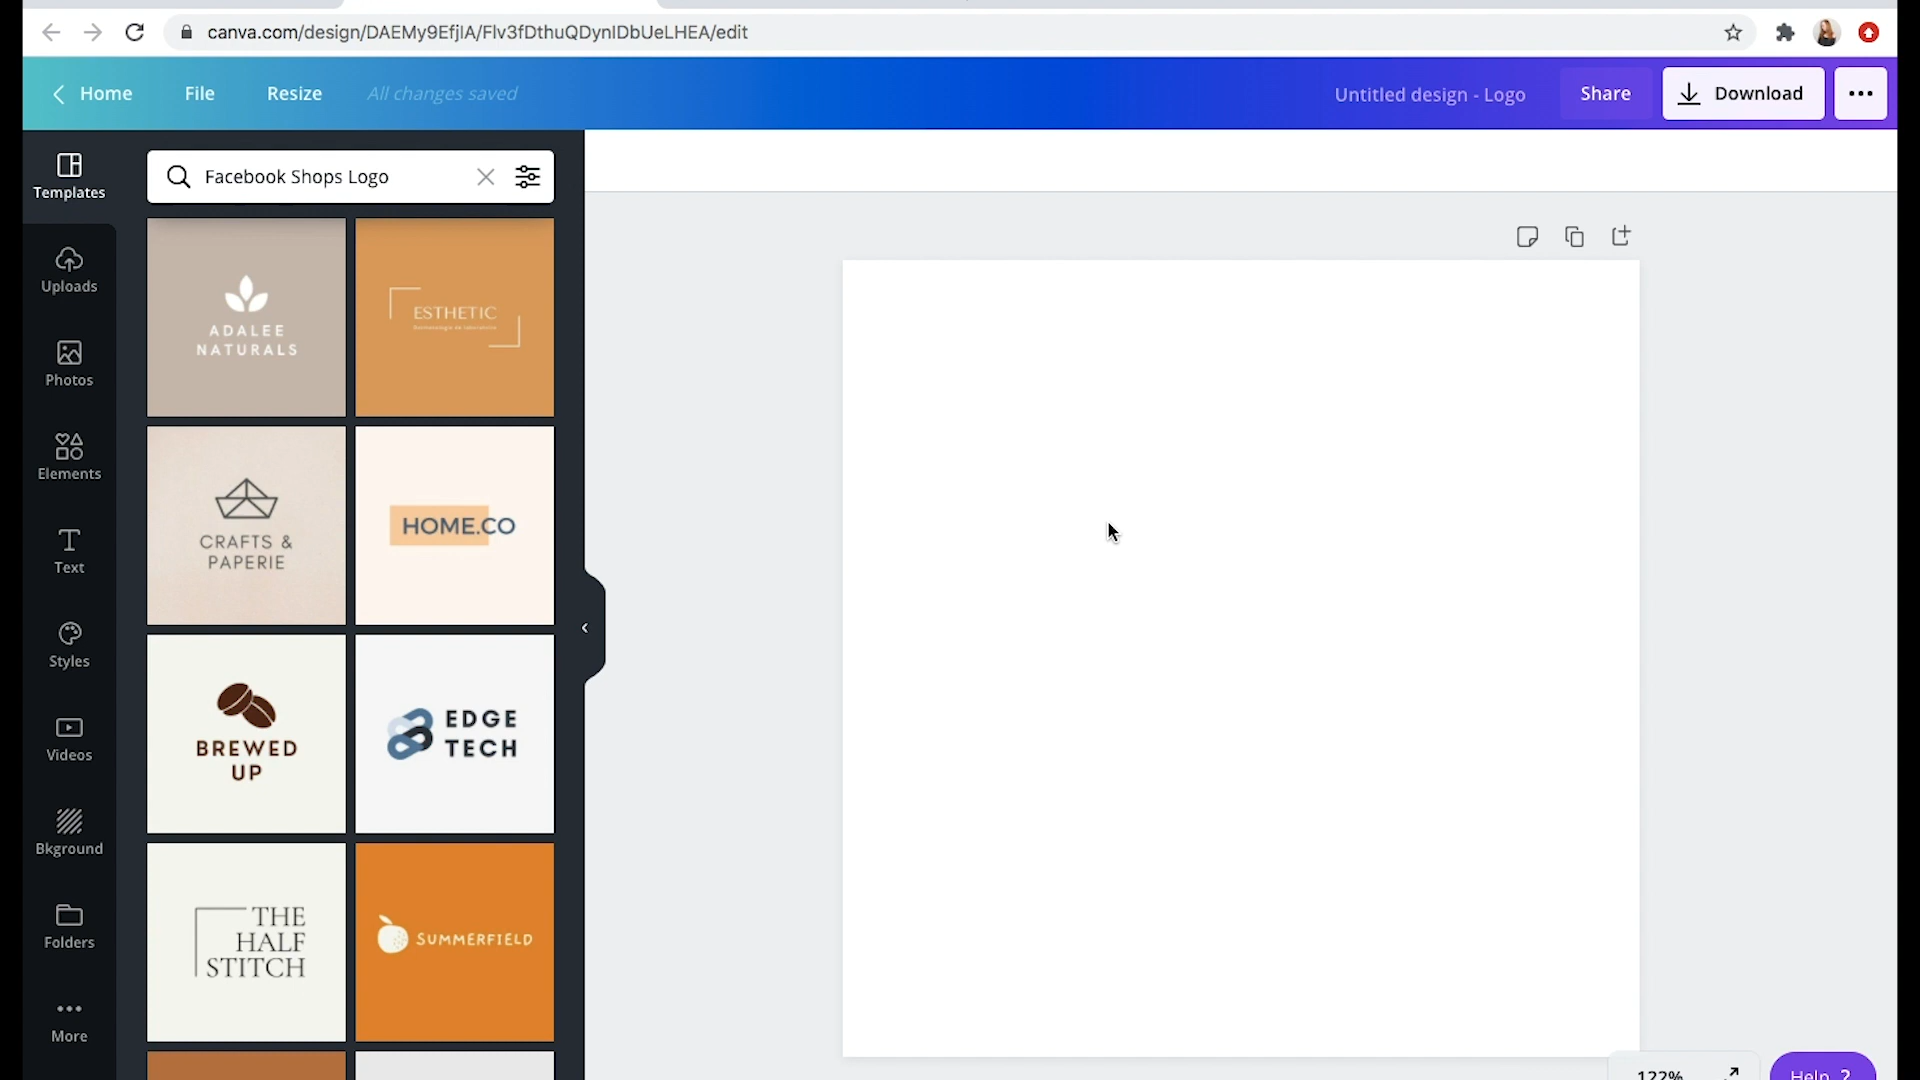 canva.com/design/DAEMy9EfjIA/Flv3fDthuQDynIDbUeLHEA/edit
Home
File
Resize
All changes saved
Untitled design - Logo
Share
Download
Templates
Uploads
Photos
Elements
Text
Styles
Videos
Bkground
Folders
More
Facebook Shops Logo
ADALEE
NATURALS
ESTHETIC
CRAFTS &
PAPERIE
HOME.CO
BREWED
UP
EDGE
TECH
THE
HALF
STITCH
SUMMERFIELD
122%
Help ?